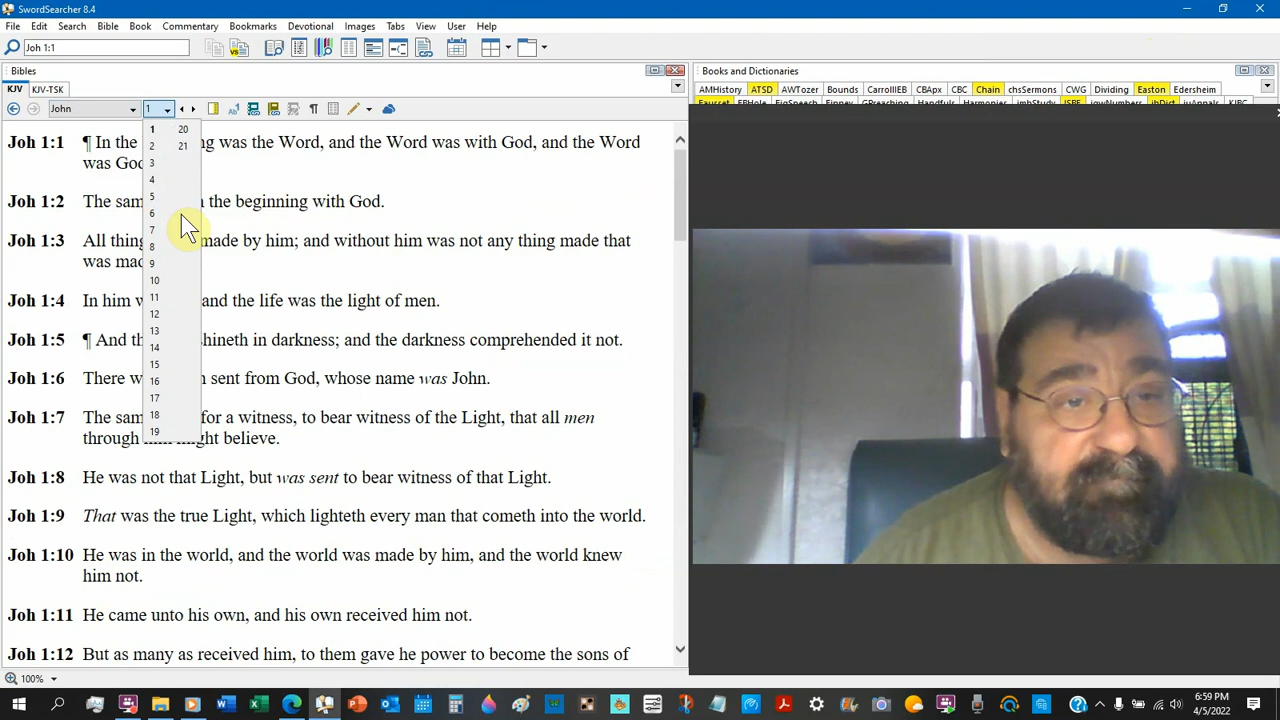 SwordSearcher 8.4
File Edit Search Bible Book Commentary Bookmarks Devotional Images Tabs View User Help
Joh 1:1
Bibles
Books and Dictionaries
KJV KJV-TSK
AMHistory ATSD AWTozer Bounds CarrollEB CBApx CBC Chain chsSermons CWG Dividing Easton Edersheim
John 1
1 20
2 21
3
4
5
6
7
8
9
10
11
12
13
14
15
16
17
18
19
Joh 1:1 ¶ In the ng was the Word, and the Word was with God, and the Word
was God
Joh 1:2 The sam the beginning with God.
Joh 1:3 All thing made by him; and without him was not any thing made that
was mad
Joh 1:4 In him and the life was the light of men.
Joh 1:5 ¶ And th shineth in darkness; and the darkness comprehended it not.
Joh 1:6 There w sent from God, whose name was John.
Joh 1:7 The sam for a witness, to bear witness of the Light, that all men
through ght believe.
Joh 1:8 He was not that Light, but was sent to bear witness of that Light.
Joh 1:9 That was the true Light, which lighteth every man that cometh into the world.
Joh 1:10 He was in the world, and the world was made by him, and the world knew
him not.
Joh 1:11 He came unto his own, and his own received him not.
Joh 1:12 But as many as received him, to them gave he power to become the sons of
100%
6:59 PM
4/5/2022